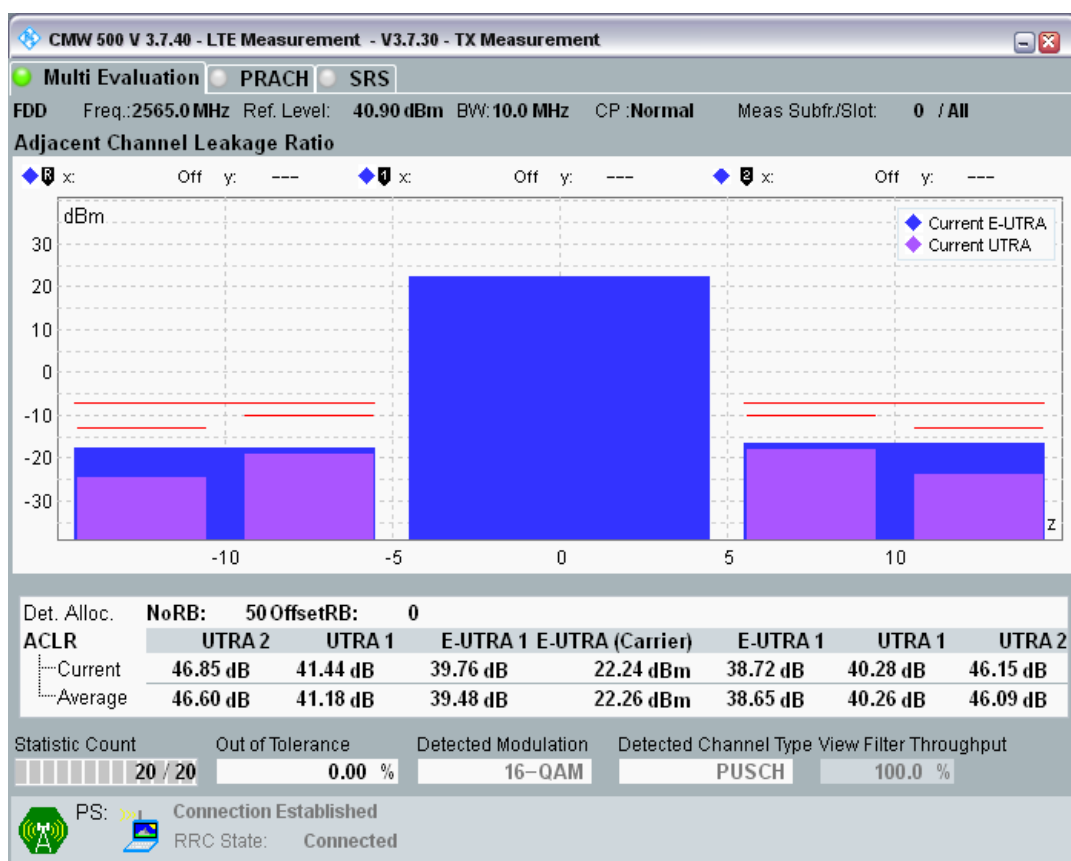 CMW 500 V 3.7.40 - LTE Measurement - V3.7.30 - TX Measurement
Multi Evaluation PRACH SRS
FDD Freq.:2565.0 MHz Ref. Level: 40.90 dBm BW:10.0 MHz CP :Normal Meas Subfr./Slot: 0 / All
Adjacent Channel Leakage Ratio
R x: Off y: --- 1 x: Off y: --- 2 x: Off y: ---
dBm
Current E-UTRA
Current UTRA
30
20
10
0
-10
-20
-30
z
-10 -5 0 5 10
Det. Alloc. NoRB: 50 OffsetRB: 0
ACLR UTRA 2 UTRA 1 E-UTRA 1 E-UTRA (Carrier) E-UTRA 1 UTRA 1 UTRA 2
Current 46.85 dB 41.44 dB 39.76 dB 22.24 dBm 38.72 dB 40.28 dB 46.15 dB
Average 46.60 dB 41.18 dB 39.48 dB 22.26 dBm 38.65 dB 40.26 dB 46.09 dB
Statistic Count Out of Tolerance Detected Modulation Detected Channel Type View Filter Throughput
20 / 20 0.00 % 16-QAM PUSCH 100.0 %
PS: Connection Established
RRC State: Connected